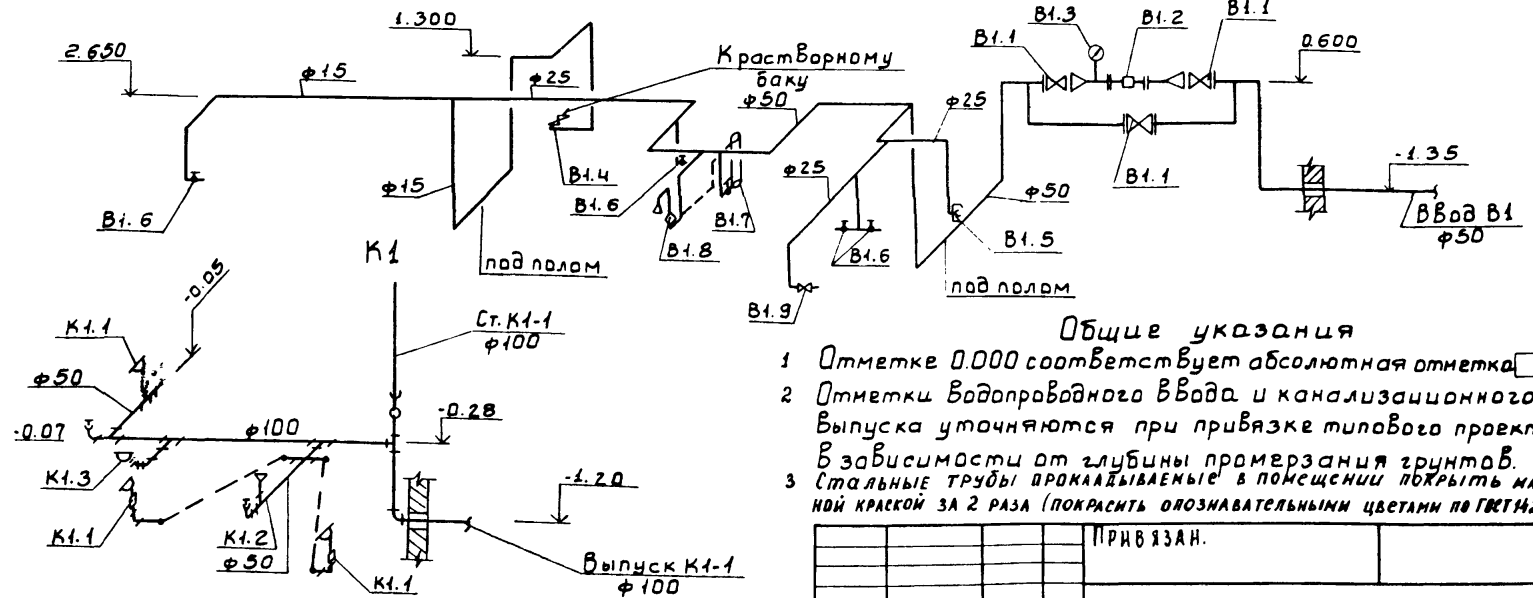 1.300
В1.3
В1.2
В1.1
В1.1
2.650
К растворному
баку
0.600
ф15
ф25
ф50
ф25
-1.35
В1.4
ф15
В1.6
ф25
В1.1
ф50
В1.6
В1.7
В1.8
В1.6
В1.5
Ввод В1
ф50
под полом
под полом
К1
В1.9
-0.05
К1.1
Ст. К1-1
ф100
ф50
-0.07
ф100
-0.28
К1.3
-1.20
К1.1
К1.2
ф50
К1.1
Выпуск К1-1
ф100
Общие указания
1 Отметке 0.000 соответствует абсолютная отметка
2 Отметки водопроводного ввода и канализационного
выпуска уточняются при привязке типового проект
в зависимости от глубины промерзания грунтов.
3 Стальные трубы прокладываемые в помещении покрыть
ной краской за 2 раза (покрасить опознавательными цветами по ГОСТ
Привязан.